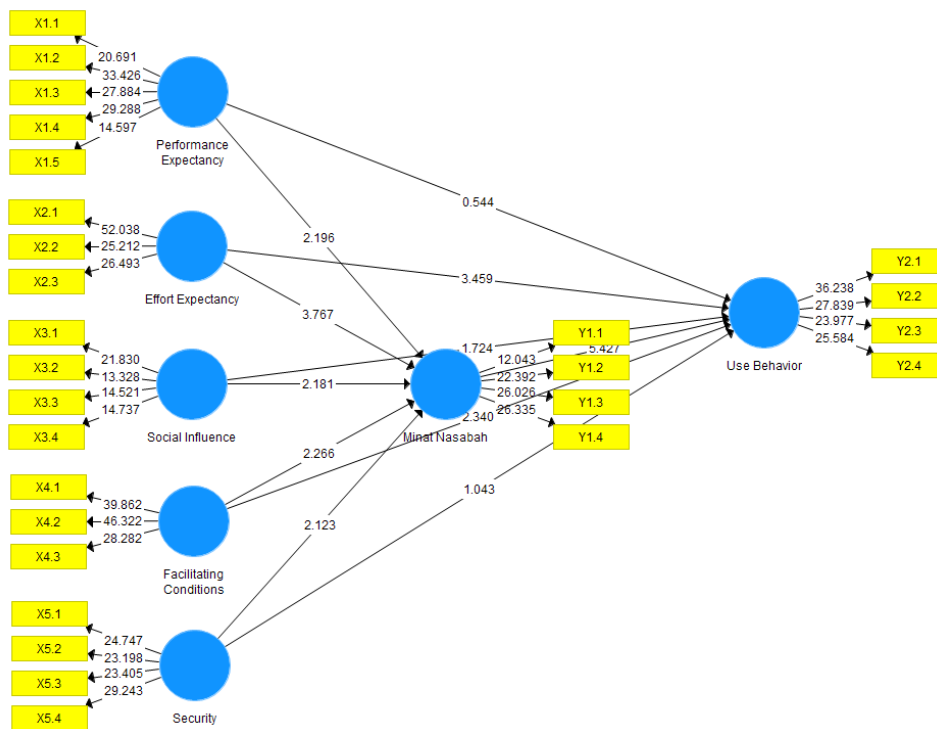 X1.1
20.691
X1.2
33.426
X1.3
27.884
X1.4
29.288
14.597
X1.5
Performance
Expectancy
0.544
2.196
X2.1
52.038
X2.2
25.212
X2.3
26.493
Effort Expectancy
3.459
3.767
X3.1
21.830
X3.2
13.328
X3.3
14.521
X3.4
14.737
Social Influence
1.724
2.181
Y1.1
12.043
5.427
Y1.2
22.392
26.026
Y1.3
26.335
Y1.4
2.340
Minat Nasabah
Y2.1
36.238
Y2.2
27.839
Y2.3
23.977
25.584
Y2.4
Use Behavior
X4.1
39.862
X4.2
46.322
X4.3
28.282
Facilitating
Conditions
2.266
2.123
1.043
X5.1
24.747
X5.2
23.198
X5.3
23.405
29.243
X5.4
Security